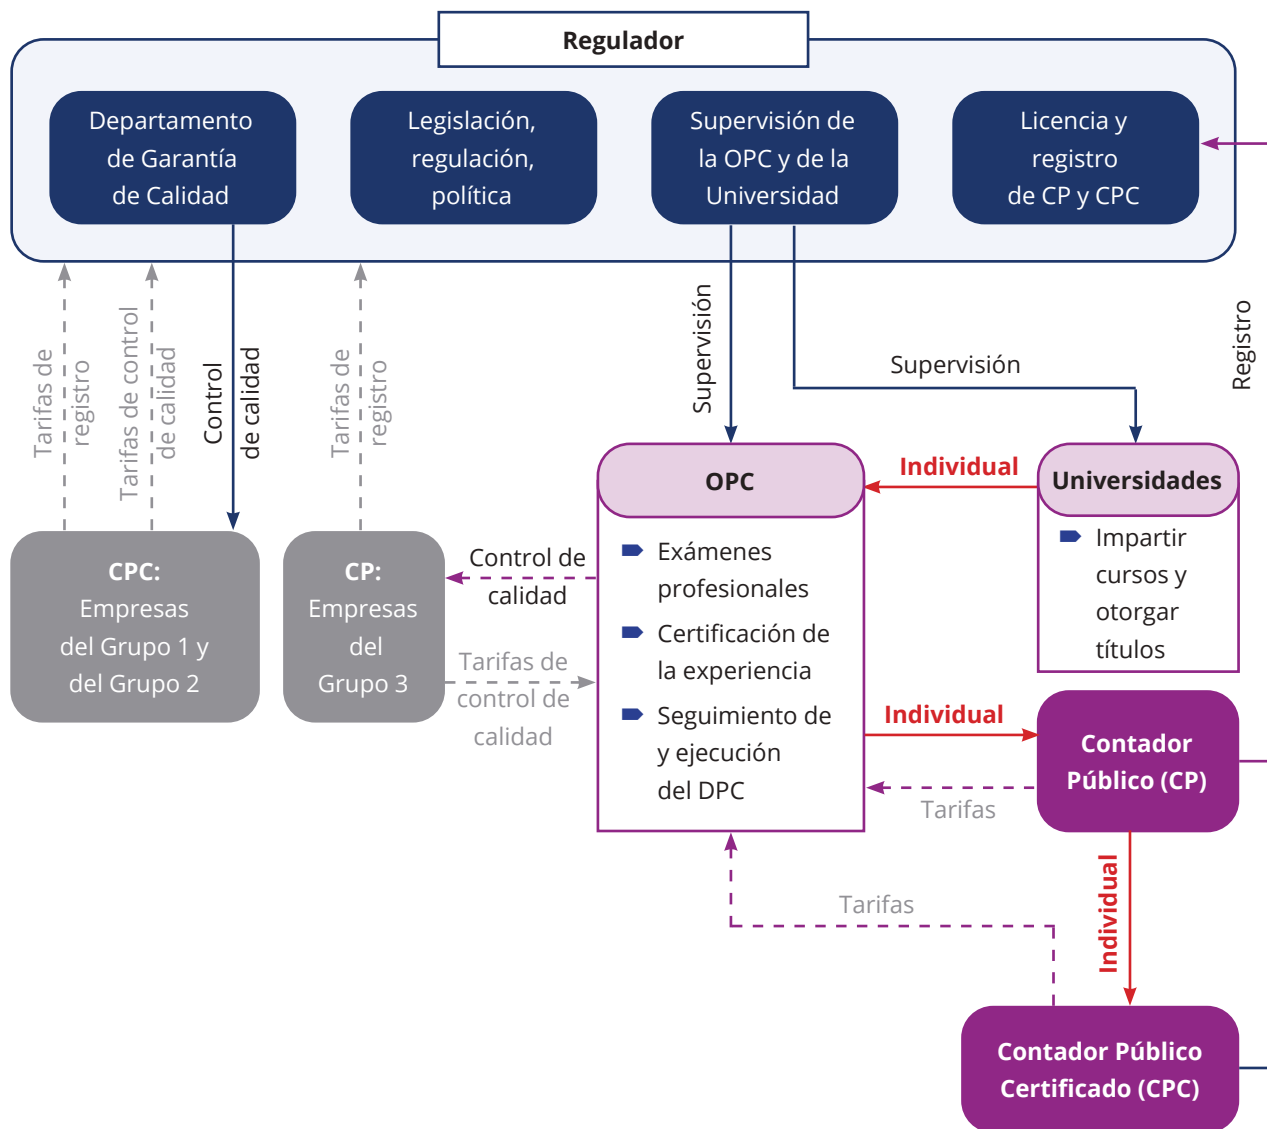 Regulador
Departamento
de Garantía
de Calidad
Legislación,
regulación,
política
Supervisión de
la OPC y de la
Universidad
Licencia y
registro
de CP y CPC
Tarifas de
registro
Tarifas de control
de calidad
Control
de calidad
Tarifas de
registro
Supervisión
Supervisión
Registro
CPC:
Empresas
del Grupo 1 y
del Grupo 2
CP:
Empresas
del
Grupo 3
Control de
calidad
Tarifas de
control de
calidad
OPC
Exámenes
profesionales
Certificación de
la experiencia
Seguimiento de
y ejecución
del DPC
Individual
Universidades
Impartir
cursos y
otorgar
títulos
Individual
Tarifas
Contador
Público (CP)
Individual
Tarifas
Contador Público
Certificado (CPC)